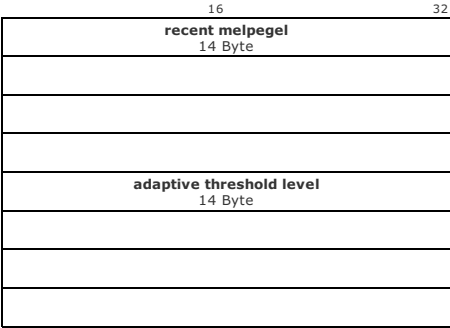 16 32
recent melpegel
14 Byte
adaptive threshold level
14 Byte